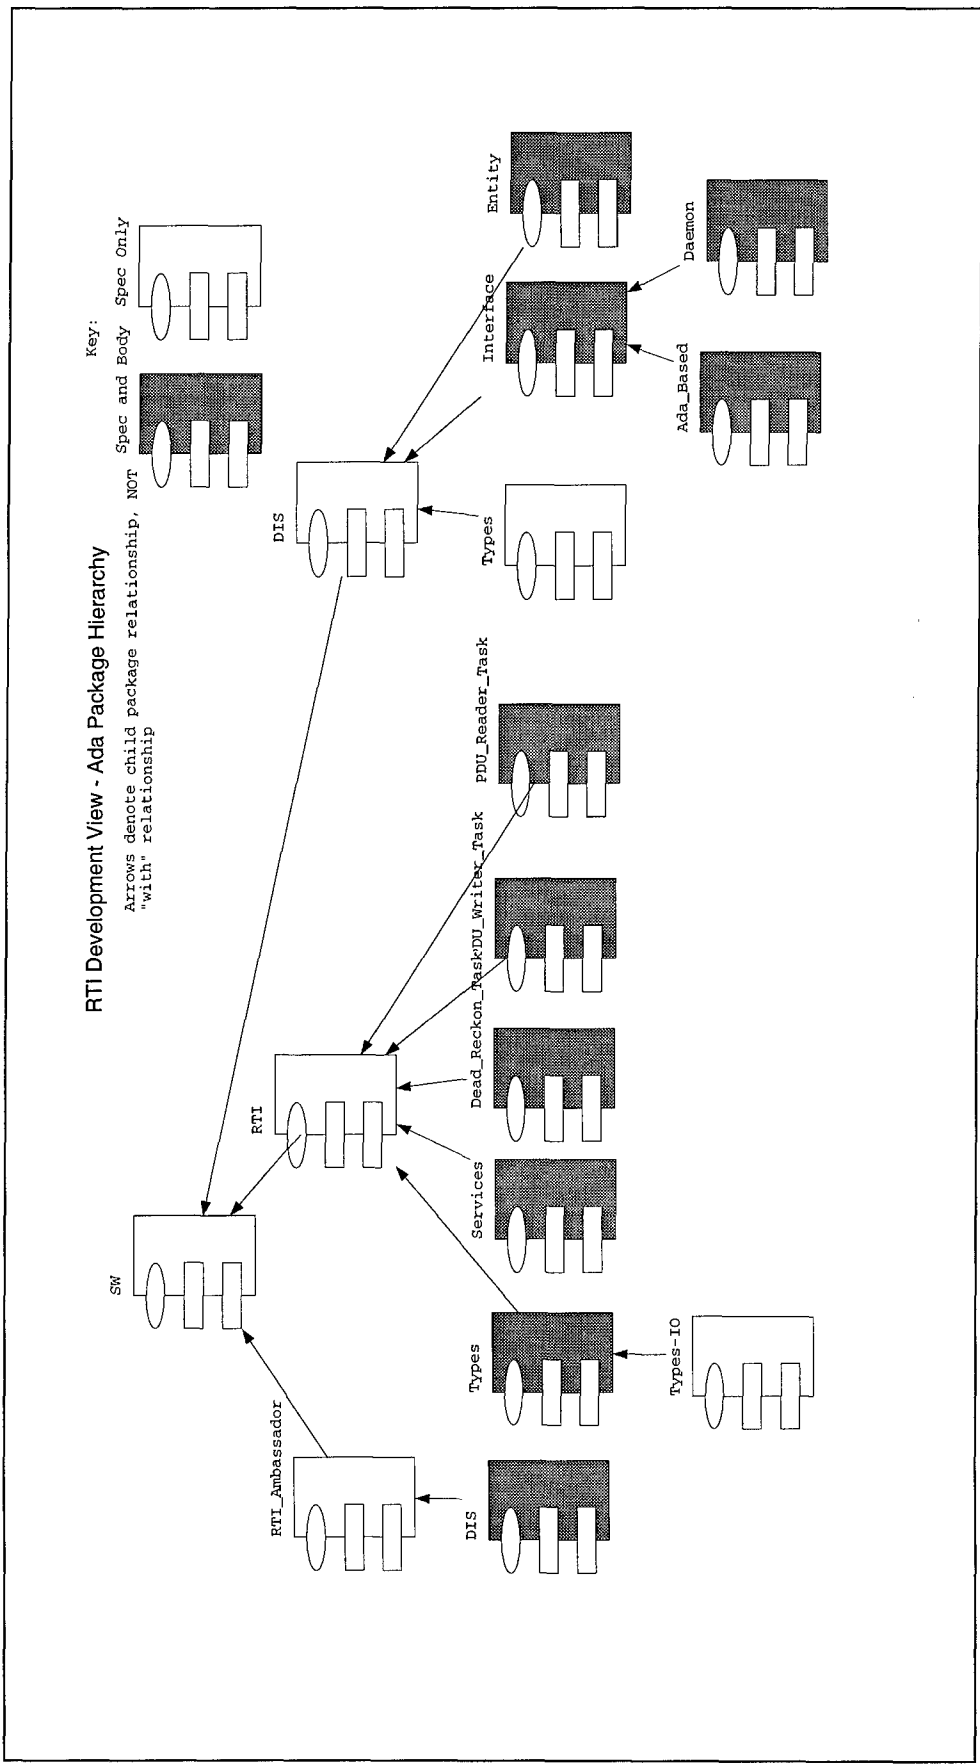 RTI Development View - Ada Package Hierarchy
Arrows denote child package relationship, NOT
"with" relationship
Key:
Spec and Body
Spec Only
SW
RTI_Ambassador
RTI
DIS
DIS
Types
Services
Dead_Reckon_Task
DU_Writer_Task
PDU_Reader_Task
Types
Interface
Entity
Types-IO
Ada_Based
Daemon